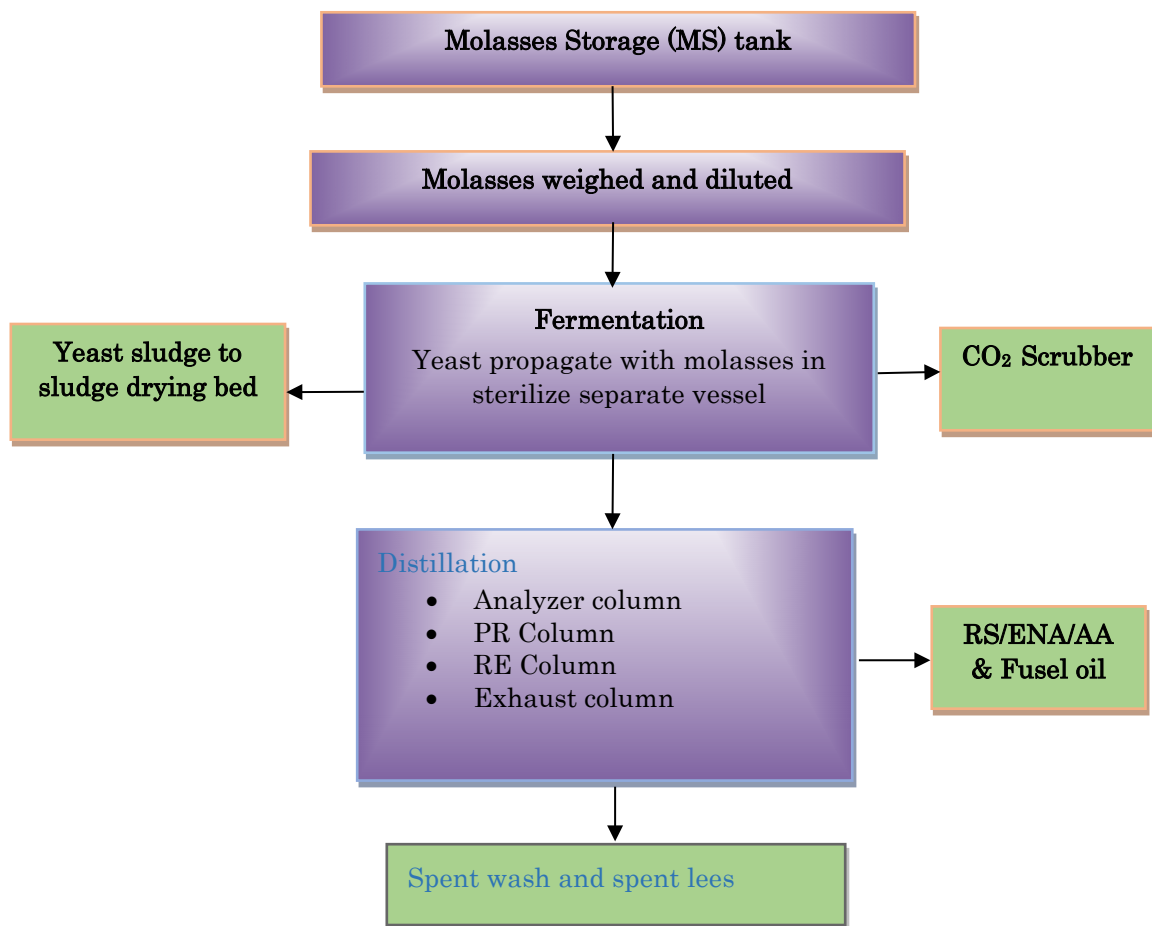 Molasses Storage (MS) tank
Molasses weighed and diluted
Fermentation
Yeast propagate with molasses in
sterilize separate vessel
Yeast sludge to
sludge drying bed
CO₂ Scrubber
Distillation
• Analyzer column
• PR Column
• RE Column
• Exhaust column
RS/ENA/AA
& Fusel oil
Spent wash and spent lees